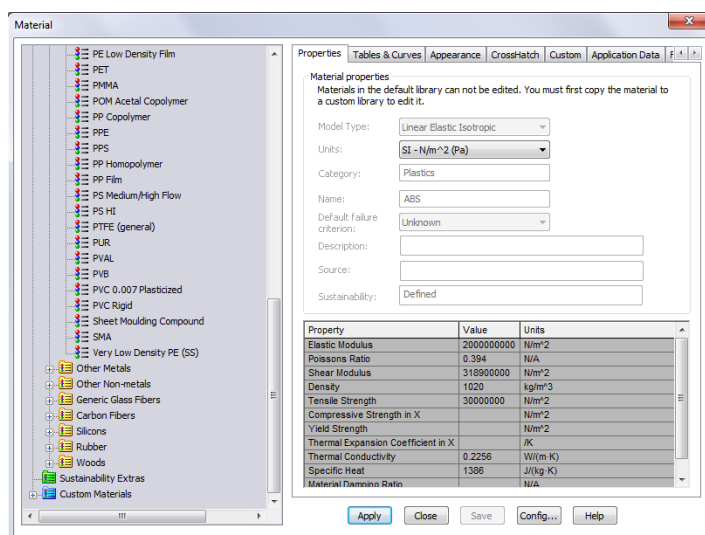 Material
PE Low Density Film
PET
PMMA
POM Acetal Copolymer
PP Copolymer
PPE
PPS
PP Homopolymer
PP Film
PS Medium/High Flow
PS HI
PTFE (general)
PUR
PVAL
PVB
PVC 0.007 Plasticized
PVC Rigid
Sheet Moulding Compound
SMA
Very Low Density PE (SS)
Other Metals
Other Non-metals
Generic Glass Fibers
Carbon Fibers
Silicons
Rubber
Woods
Sustainability Extras
Custom Materials
Properties Tables & Curves Appearance CrossHatch Custom Application Data
Material properties
Materials in the default library can not be edited. You must first copy the material to
a custom library to edit it.
Model Type: Linear Elastic Isotropic
Units: SI - N/m^2 (Pa)
Category: Plastics
Name: ABS
Default failure
criterion: Unknown
Description:
Source:
Sustainability: Defined
Property Value Units
Elastic Modulus 2000000000 N/m^2
Poissons Ratio 0.394 N/A
Shear Modulus 318900000 N/m^2
Density 1020 kg/m^3
Tensile Strength 30000000 N/m^2
Compressive Strength in X N/m^2
Yield Strength N/m^2
Thermal Expansion Coefficient in X /K
Thermal Conductivity 0.2256 W/(m·K)
Specific Heat 1386 J/(kg·K)
Material Damping Ratio N/A
Apply Close Save Config... Help